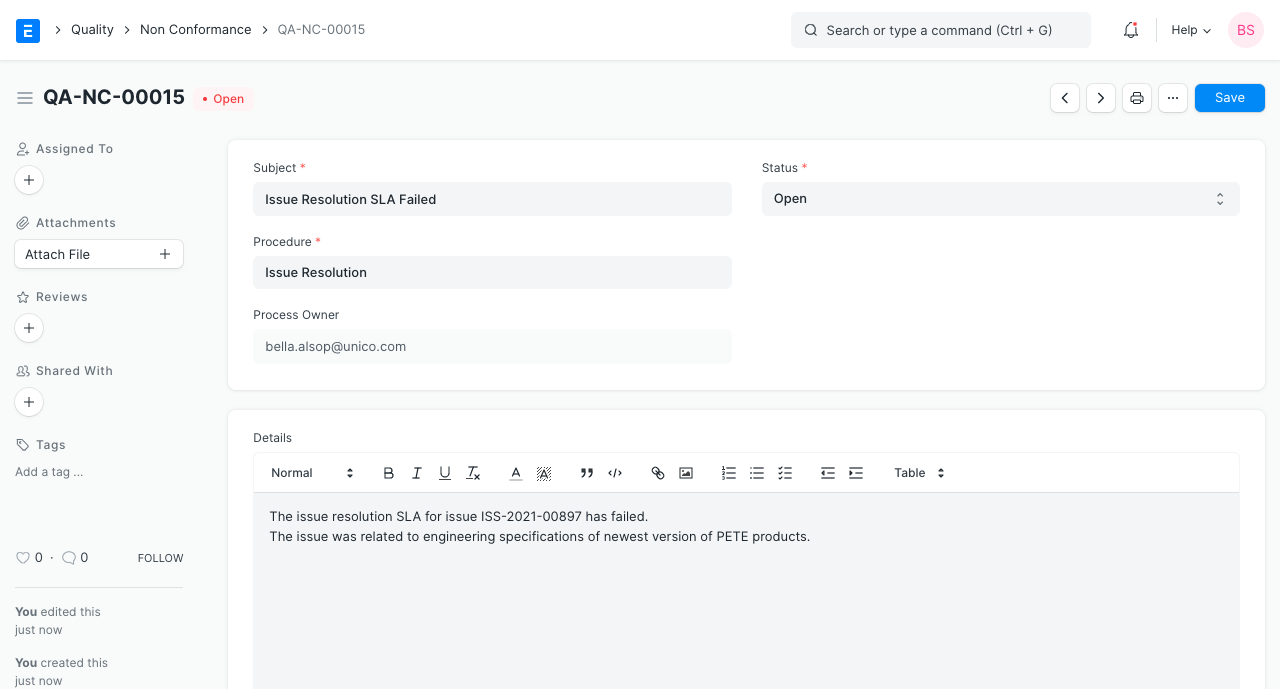 E
Quality
Non Conformance
QA-NC-00015
Search or type a command (Ctrl + G)
Help
BS
QA-NC-00015
Open
Save
Assigned To
Attachments
Attach File
Reviews
Shared With
Tags
Add a tag ...
0 · 0
FOLLOW
You edited this
just now
You created this
just now
Subject *
Issue Resolution SLA Failed
Status *
Open
Procedure *
Issue Resolution
Process Owner
bella.alsop@unico.com
Details
Normal
Table
The issue resolution SLA for issue ISS-2021-00897 has failed.
The issue was related to engineering specifications of newest version of PETE products.